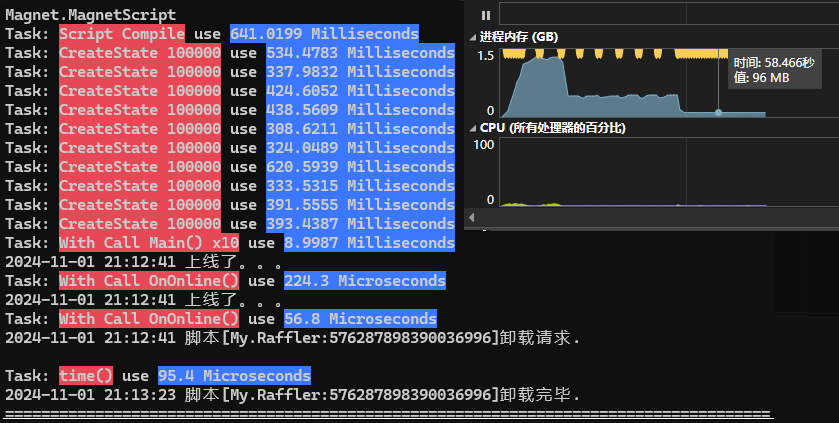 Magnet.MagnetScript
Task: Script Compile use 641.0199 Milliseconds
Task: CreateState 100000 use 534.4783 Milliseconds
Task: CreateState 100000 use 337.9832 Milliseconds
Task: CreateState 100000 use 424.6052 Milliseconds
Task: CreateState 100000 use 438.5609 Milliseconds
Task: CreateState 100000 use 308.6211 Milliseconds
Task: CreateState 100000 use 324.0489 Milliseconds
Task: CreateState 100000 use 620.5939 Milliseconds
Task: CreateState 100000 use 333.5315 Milliseconds
Task: CreateState 100000 use 391.5555 Milliseconds
Task: CreateState 100000 use 393.4387 Milliseconds
Task: With Call Main() x10 use 8.9987 Milliseconds
2024-11-01 21:12:41 上线了。。。
Task: With Call OnOnline() use 224.3 Microseconds
2024-11-01 21:12:41 上线了。。。
Task: With Call OnOnline() use 56.8 Microseconds
2024-11-01 21:12:41 脚本[My.Raffler:576287898390036996]卸载请求.
Task: time() use 95.4 Microseconds
2024-11-01 21:13:23 脚本[My.Raffler:576287898390036996]卸载完毕.
================================================================================
进程内存 (GB)
1.5
0
时间: 58.466秒
值: 96 MB
CPU (所有处理器的百分比)
100
0